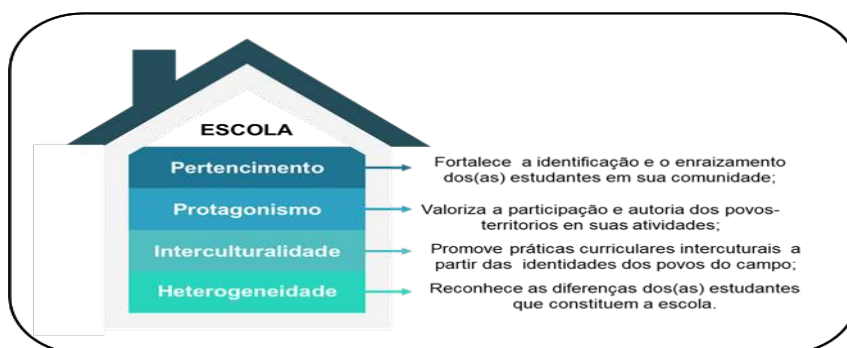 ESCOLA
Pertencimento
Fortalece a identificação e o enraizamento
dos(as) estudantes em sua comunidade;
Protagonismo
Valoriza a participação e autoria dos povos-
territorios en suas atividades;
Interculturalidade
Promove práticas curriculares intercuturais a
partir das identidades dos povos do campo;
Heterogeneidade
Reconhece as diferenças dos(as) estudantes
que constituem a escola.